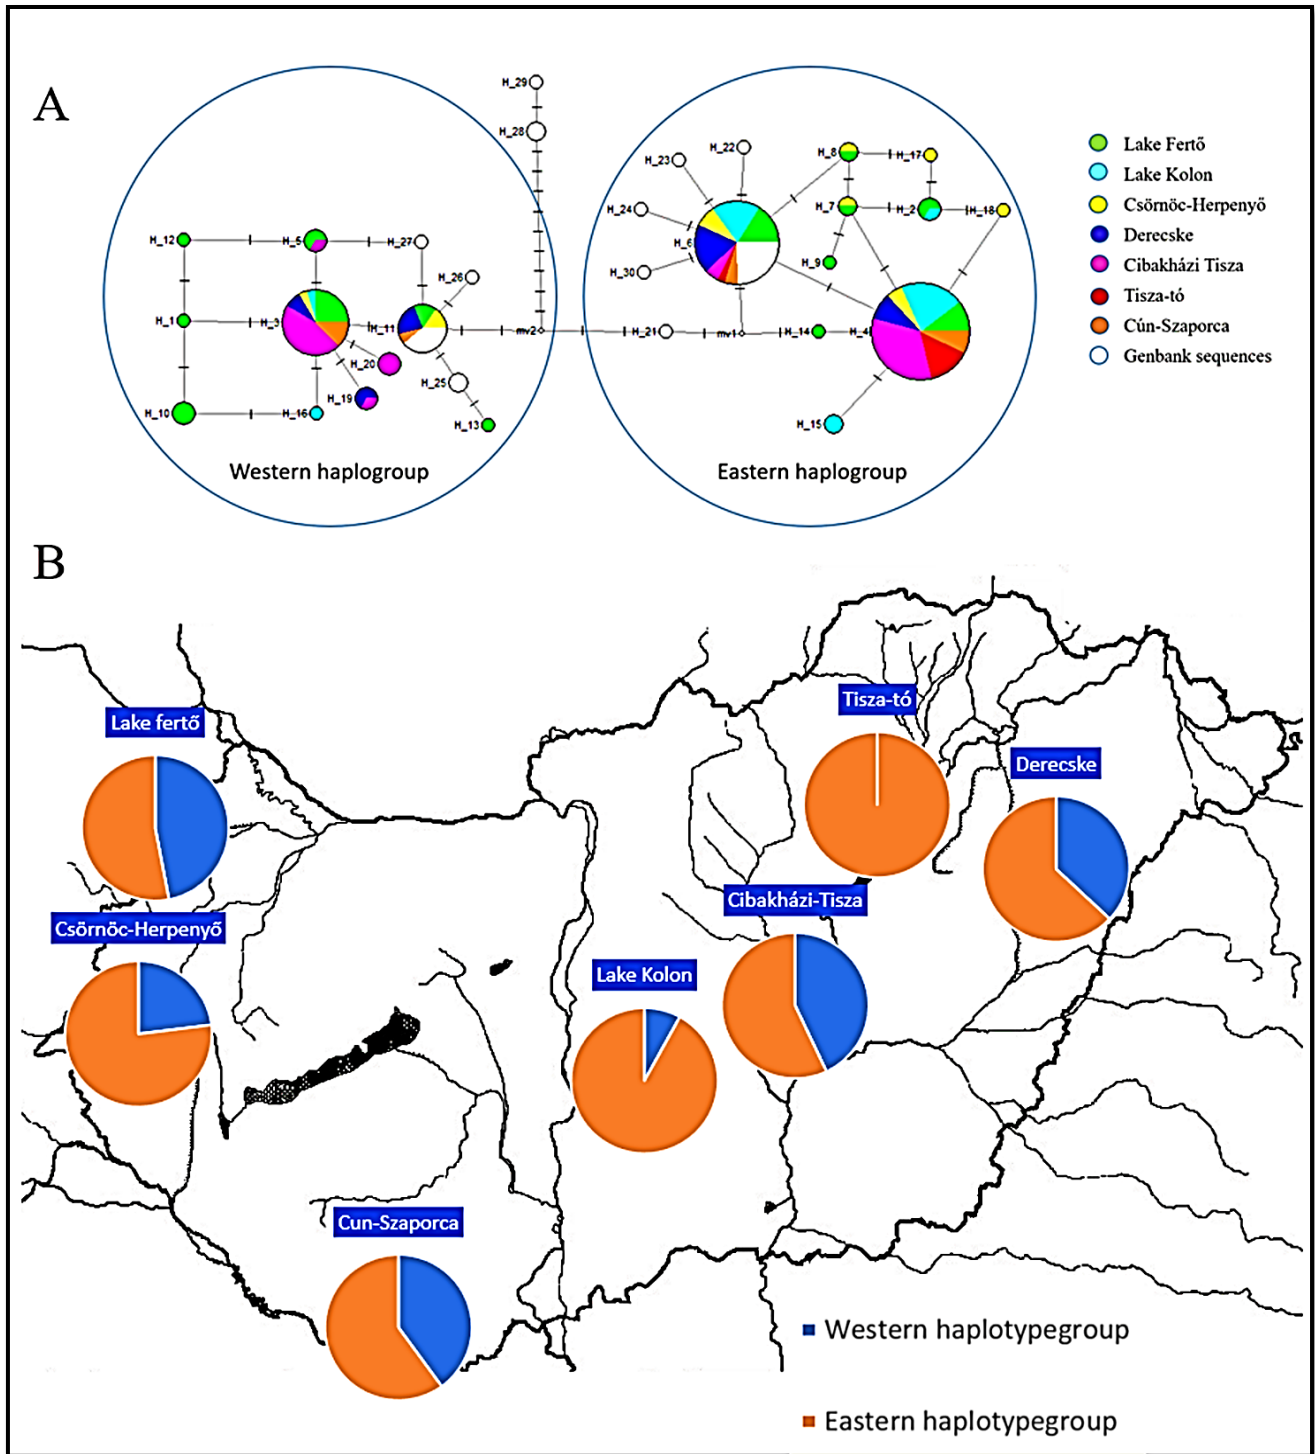 A
H_29
H_28
H_22
H_23
H_24
H_6
H_30
H_8
H_17
H_7
H_2
H_18
H_9
H_12
H_5
H_27
H_26
H_1
H_3
H_11
mv2
H_21
mv1
H_14
H_4
H_20
H_25
H_19
H_10
H_16
H_13
H_15
Western haplogroup
Eastern haplogroup
Lake Fertő
Lake Kolon
Csörnöc-Herpenyő
Derecske
Cibakházi Tisza
Tisza-tó
Cún-Szaporca
Genbank sequences
B
Tisza-tó
Lake fertő
Derecske
Cibakházi-Tisza
Csörnöc-Herpenyő
Lake Kolon
Cun-Szaporca
Western haplotypegroup
Eastern haplotypegroup